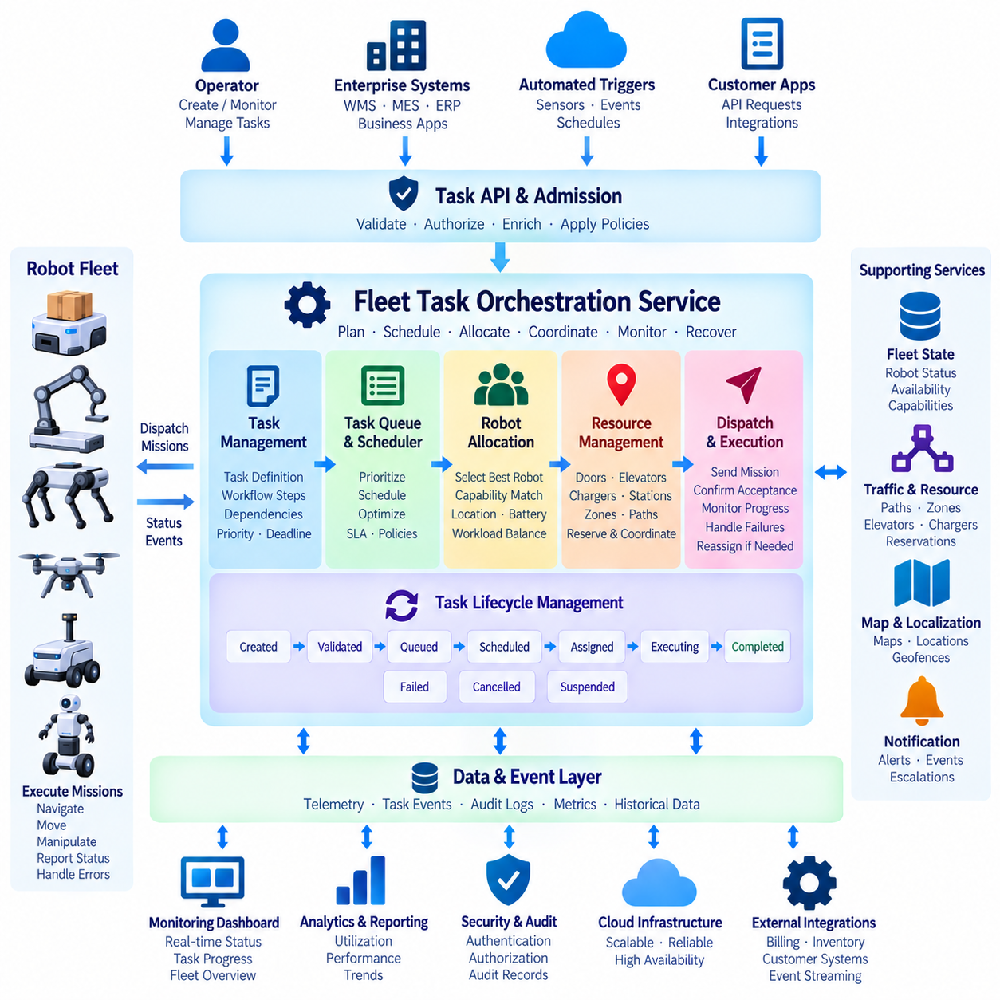 Operator
Create / Monitor
Manage Tasks
Enterprise Systems
WMS · MES · ERP
Business Apps
Automated Triggers
Sensors · Events
Schedules
Customer Apps
API Requests
Integrations
Task API & Admission
Validate · Authorize · Enrich · Apply Policies
Robot Fleet
Execute Missions
Navigate
Move
Manipulate
Report Status
Handle Errors
Dispatch
Missions
Status
Events
Fleet Task Orchestration Service
Plan · Schedule · Allocate · Coordinate · Monitor · Recover
Task
Management
Task Definition
Workflow Steps
Dependencies
Priority · Deadline
Task Queue
& Scheduler
Prioritize
Schedule
Optimize
SLA · Policies
Robot
Allocation
Select Best Robot
Capability Match
Location · Battery
Workload Balance
Resource
Management
Doors · Elevators
Chargers · Stations
Zones · Paths
Reserve & Coordinate
Dispatch
& Execution
Send Mission
Confirm Acceptance
Monitor Progress
Handle Failures
Reassign if Needed
Task Lifecycle Management
Created Validated Queued Scheduled Assigned Executing Completed
Failed Cancelled Suspended
Supporting Services
Fleet State
Robot Status
Availability
Capabilities
Traffic & Resource
Paths · Zones
Elevators · Chargers
Reservations
Map & Localization
Maps · Locations
Geofences
Notification
Alerts · Events
Escalations
Data & Event Layer
Telemetry · Task Events · Audit Logs · Metrics · Historical Data
Monitoring Dashboard
Real-time Status
Task Progress
Fleet Overview
Analytics & Reporting
Utilization
Performance
Trends
Security & Audit
Authentication
Authorization
Audit Records
Cloud Infrastructure
Scalable · Reliable
High Availability
External Integrations
Billing · Inventory
Customer Systems
Event Streaming